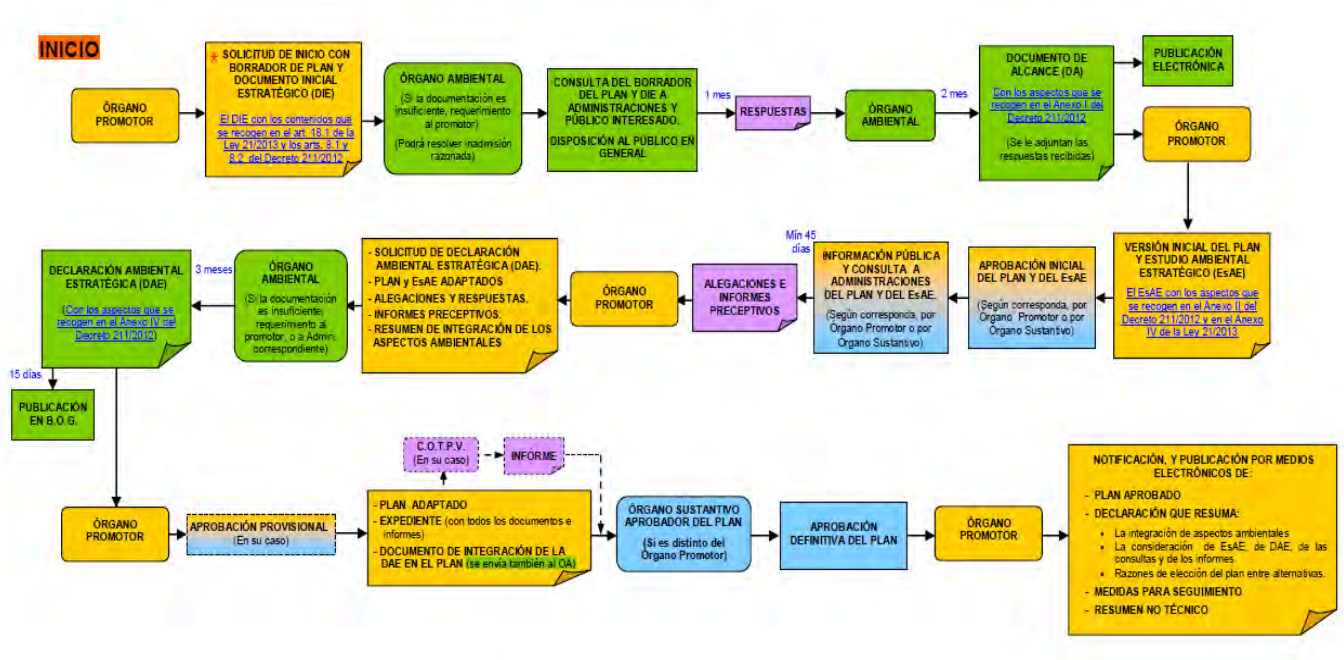 INICIO
ÓRGANO
PROMOTOR
* SOLICITUD DE INICIO CON
BORRADOR DE PLAN Y
DOCUMENTO INICIAL
ESTRATÉGICO (DIE)
El DIE con los contenidos que
se recogen en el art. 18.1 de la
Ley 21/2013 y los arts. 8.1 y
8.2 del Decreto 211/2012
ÓRGANO AMBIENTAL
(Si la documentación es
insuficiente, requerimiento
al promotor)
(Podrá resolver inadmisión
razonada)
CONSULTA DEL BORRADOR
DEL PLAN Y DIE A
ADMINISTRACIONES Y
PÚBLICO INTERESADO.
DISPOSICIÓN AL PÚBLICO EN
GENERAL
1 mes
RESPUESTAS
ÓRGANO
AMBIENTAL
2 mes
DOCUMENTO DE
ALCANCE (DA)
Con los aspectos que se
recogen en el Anexo I del
Decreto 211/2012
(Se le adjuntan las
respuestas recibidas)
PUBLICACIÓN
ELECTRÓNICA
ÓRGANO
PROMOTOR
VERSIÓN INICIAL DEL PLAN
Y ESTUDIO AMBIENTAL
ESTRATÉGICO (EsAE)
El EsAE con los aspectos que
se recogen en el Anexo II del
Decreto 211/2012 y en el Anexo
IV de la Ley 21/2013
APROBACIÓN INICIAL
DEL PLAN Y DEL EsAE
(Según corresponda, por
Órgano Promotor o por
Órgano Sustantivo)
Mín 45
días
INFORMACIÓN PÚBLICA
Y CONSULTA A
ADMINISTRACIONES
DEL PLAN Y DEL EsAE.
(Según corresponda, por
Órgano Promotor o por
Órgano Sustantivo)
ALEGACIONES E
INFORMES
PRECEPTIVOS
ÓRGANO
PROMOTOR
- SOLICITUD DE DECLARACIÓN
AMBIENTAL ESTRATÉGICA (DAE).
- PLAN y EsAE ADAPTADOS
- ALEGACIONES Y RESPUESTAS.
- INFORMES PRECEPTIVOS.
- RESUMEN DE INTEGRACIÓN DE LOS
ASPECTOS AMBIENTALES
ÓRGANO
AMBIENTAL
(Si la documentación
es insuficiente,
requerimiento al
promotor, o a Admin.
correspondiente)
3 meses
DECLARACIÓN AMBIENTAL
ESTRATÉGICA (DAE)
(Con los aspectos que se
recogen en el Anexo IV del
Decreto 211/2012)
15 días
PUBLICACIÓN
EN B.O.G.
ÓRGANO
PROMOTOR
APROBACIÓN PROVISIONAL
(En su caso)
C.O.T.P.V.
(En su caso)
INFORME
- PLAN ADAPTADO
- EXPEDIENTE (con todos los documentos e
informes)
- DOCUMENTO DE INTEGRACIÓN DE LA
DAE EN EL PLAN (se envía también al OA)
ÓRGANO SUSTANTIVO
APROBADOR DEL PLAN
(Si es distinto del
Órgano Promotor)
APROBACIÓN
DEFINITIVA DEL PLAN
ÓRGANO
PROMOTOR
NOTIFICACIÓN, Y PUBLICACIÓN POR MEDIOS
ELECTRÓNICOS DE:
- PLAN APROBADO
- DECLARACIÓN QUE RESUMA:
• La integración de aspectos ambientales
• La consideración de EsAE, de DAE, de las
consultas y de los informes
• Razones de elección del plan entre alternativas.
- MEDIDAS PARA SEGUIMIENTO
- RESUMEN NO TÉCNICO